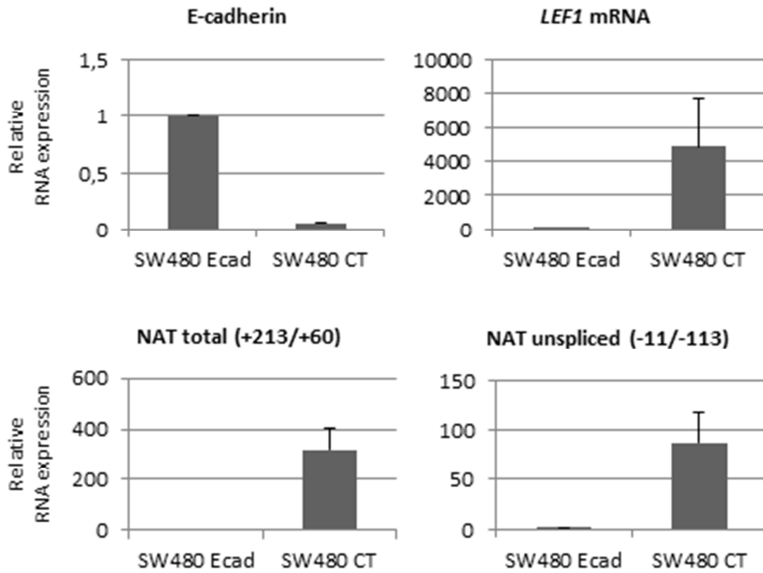 E-cadherin
Relative
RNA expression
1,5
1
0,5
0
SW480 Ecad
SW480 CT
LEF1 mRNA
10000
8000
6000
4000
2000
0
SW480 Ecad
SW480 CT
NAT total (+213/+60)
Relative
RNA expression
600
400
200
0
SW480 Ecad
SW480 CT
NAT unspliced (-11/-113)
150
100
50
0
SW480 Ecad
SW480 CT